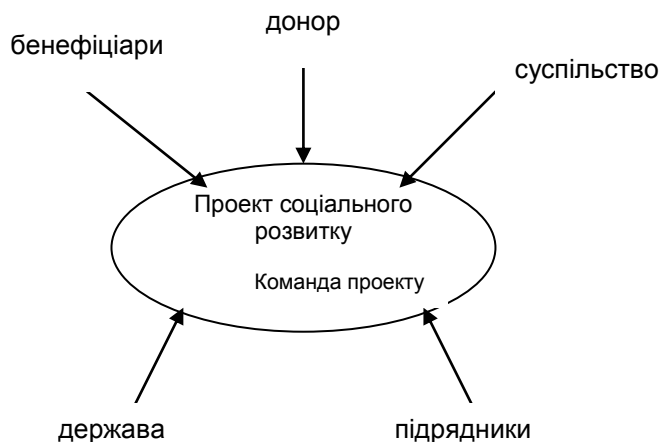 донор
бенефіціари
суспільство
Проект соціального
розвитку
Команда проекту
держава
підрядники